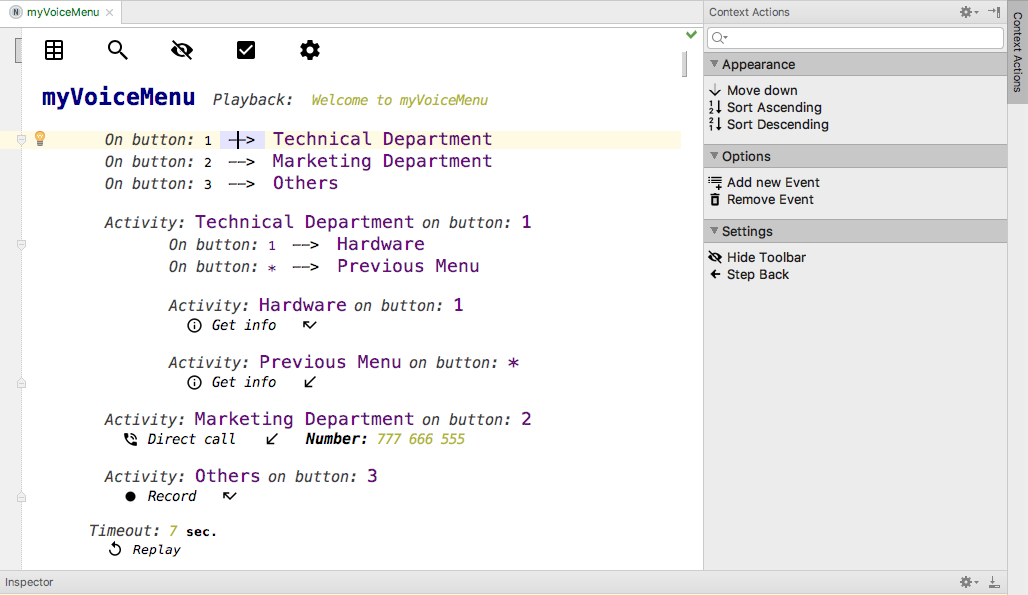 myVoiceMenu
myVoiceMenu Playback: Welcome to myVoiceMenu
On button: 1 --> Technical Department
On button: 2 --> Marketing Department
On button: 3 --> Others
Activity: Technical Department on button: 1
On button: 1 --> Hardware
On button: * --> Previous Menu
Activity: Hardware on button: 1
Get info
Activity: Previous Menu on button: *
Get info
Activity: Marketing Department on button: 2
Direct call Number: 777 666 555
Activity: Others on button: 3
Record
Timeout: 7 sec.
Replay
Context Actions
Appearance
Move down
Sort Ascending
Sort Descending
Options
Add new Event
Remove Event
Settings
Hide Toolbar
Step Back
Context Actions
Inspector